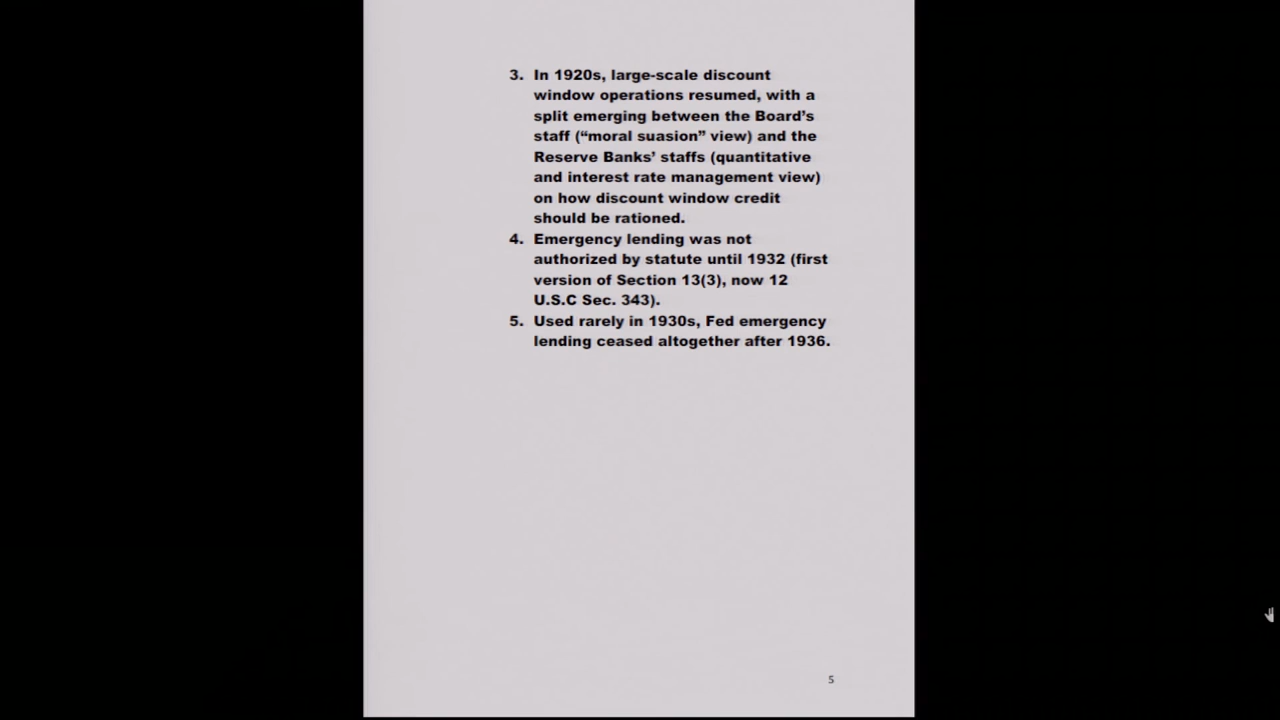 3. In 1920s, large-scale discount
window operations resumed, with a
split emerging between the Board’s
staff (“moral suasion” view) and the
Reserve Banks’ staffs (quantitative
and interest rate management view)
on how discount window credit
should be rationed.
4. Emergency lending was not
authorized by statute until 1932 (first
version of Section 13(3), now 12
U.S.C Sec. 343).
5. Used rarely in 1930s, Fed emergency
lending ceased altogether after 1936.
5